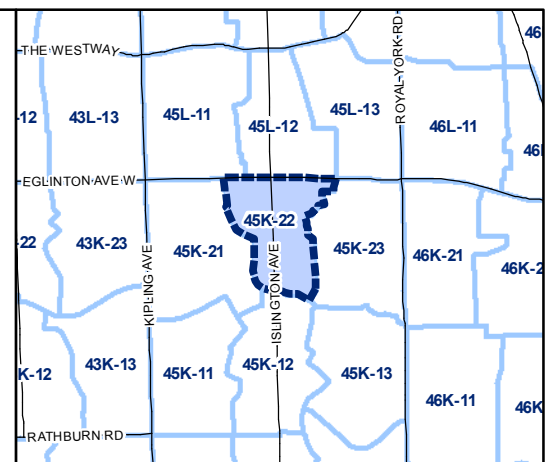 46
THE WESTWAY
ROYAL YORK RD
-12
43L-13
45L-11
45L-12
45L-13
46L-11
46
EGLINTON AVE W
-22
43K-23
KIPLING AVE
45K-21
45K-22
ISLINGTON AVE
45K-23
46K-21
46K-2
K-12
43K-13
45K-11
45K-12
45K-13
46K-11
46K
RATHBURN RD